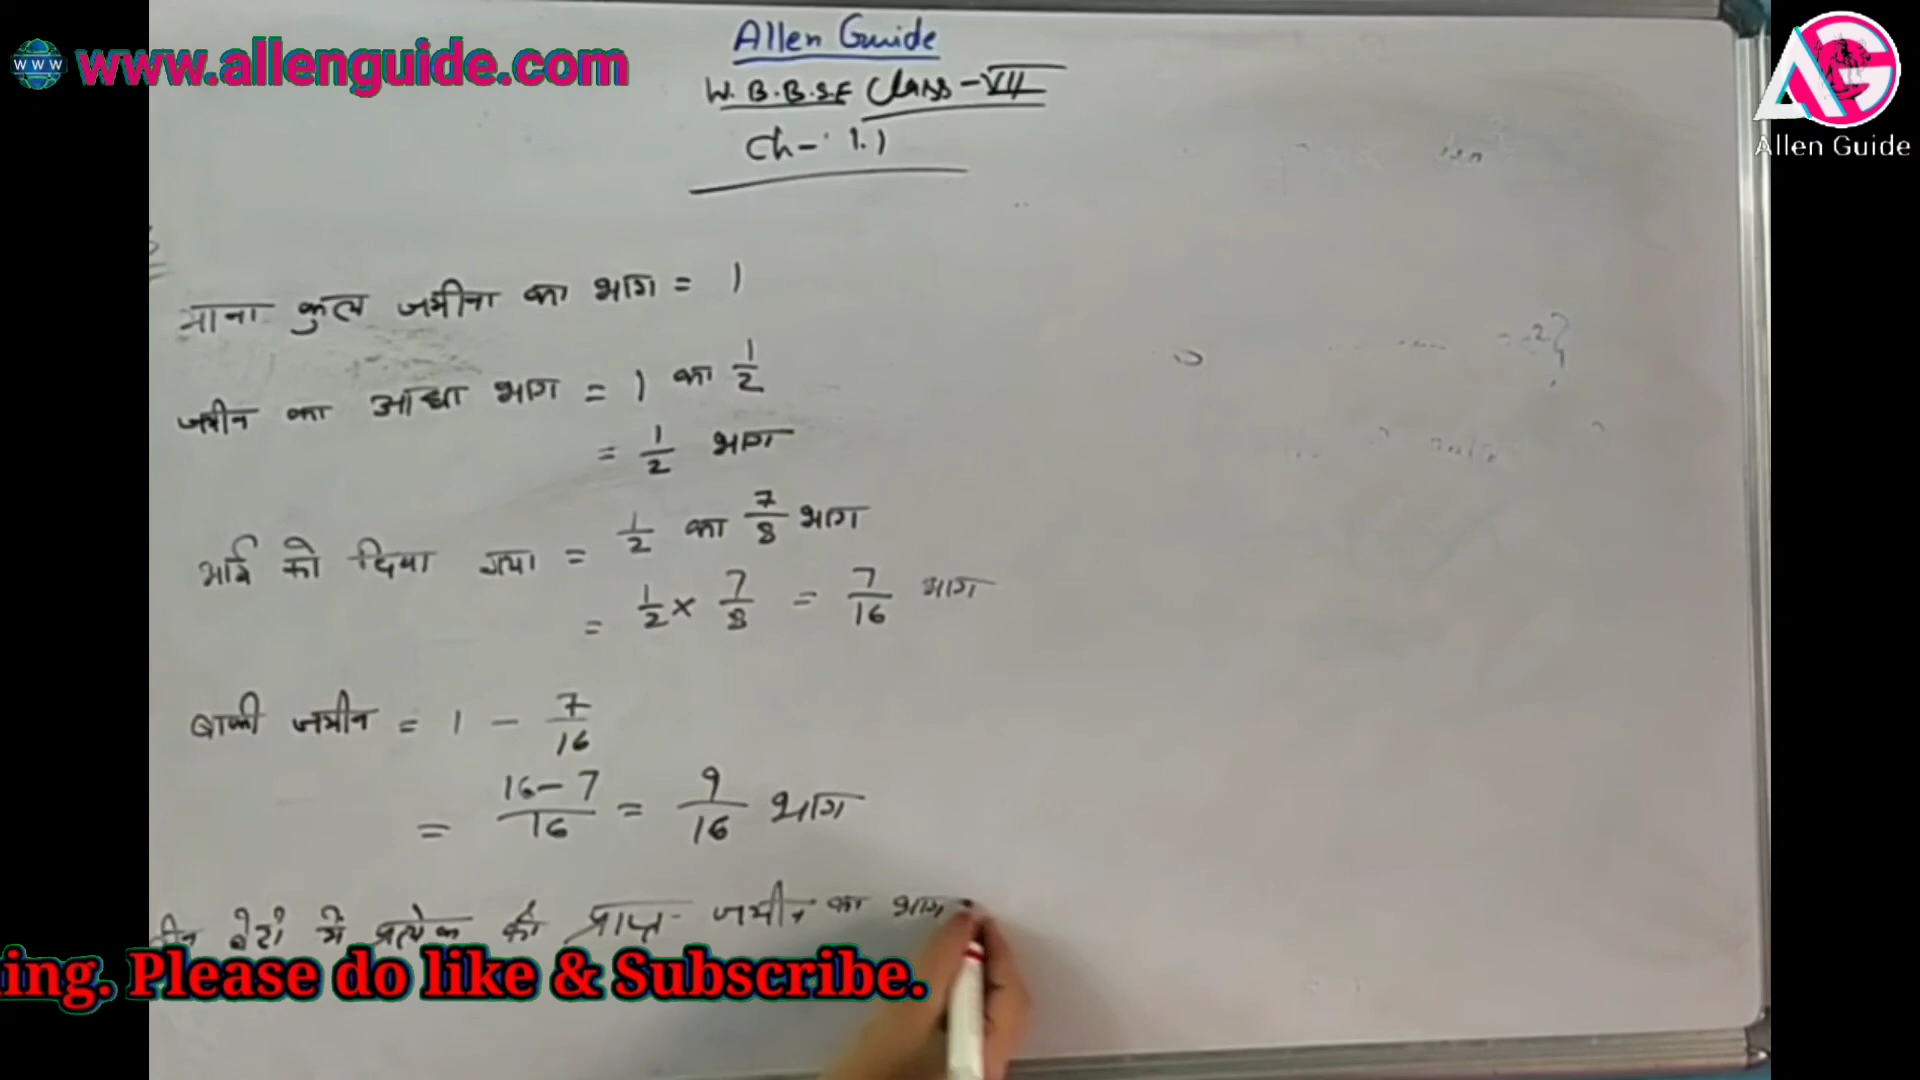 www.allenguide.com
Allen Guide
W.B.B.S.E Class-VII
Ch-1.1
Allen Guide
माना कुल जमीन का भाग = 1
जमीन का आधा भाग = 1 का 1/2
= 1/2 भाग
भाई को दिया गया = 1/2 का 7/8 भाग
= 1/2 × 7/8 = 7/16 भाग
बाकी जमीन = 1 - 7/16
= 16-7/16 = 9/16 भाग
बेटों में प्रत्येक को प्राप्त जमीन का भाग
ing. Please do like & Subscribe.